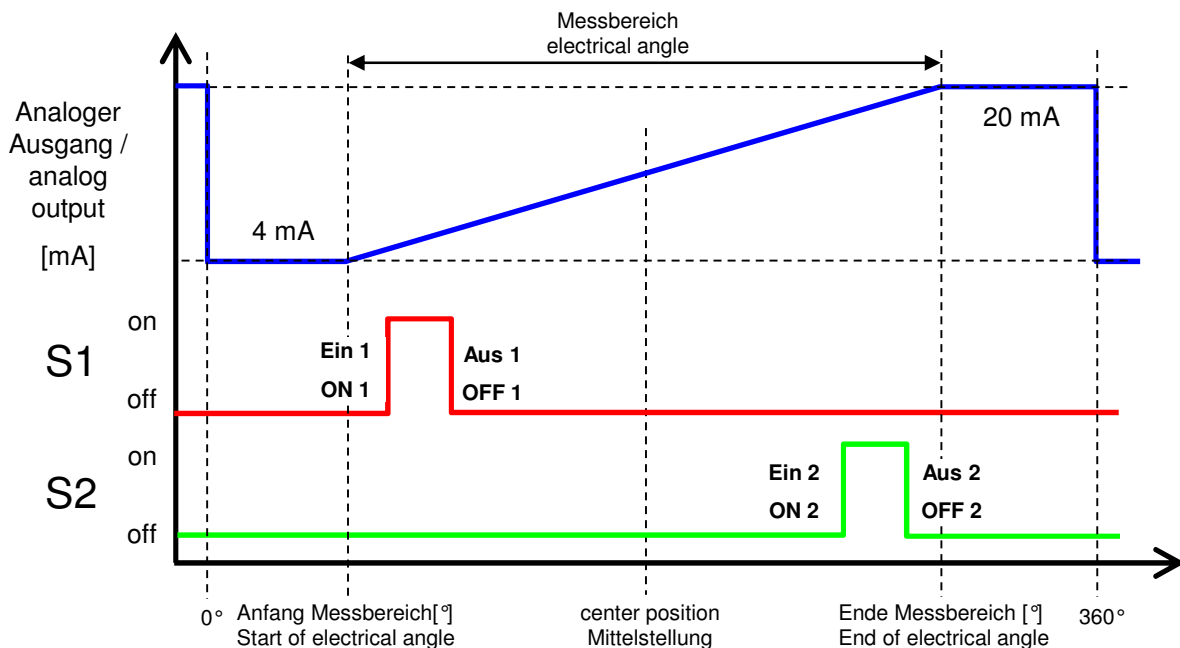 Messbereich
electrical angle
Analoger
Ausgang /
analog
output
[mA]
4 mA
20 mA
on
S1
off
Ein 1
ON 1
Aus 1
OFF 1
on
S2
off
Ein 2
ON 2
Aus 2
OFF 2
0°
Anfang Messbereich[°]
Start of electrical angle
center position
Mittelstellung
Ende Messbereich [°]
End of electrical angle
360°